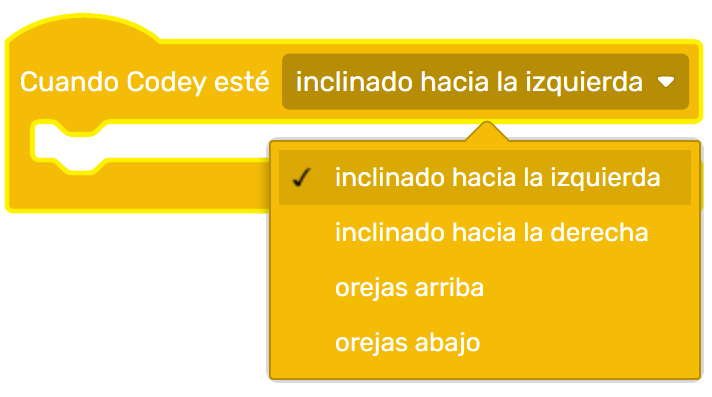 Cuando Codey esté inclinado hacia la izquierda
inclinado hacia la izquierda
inclinado hacia la derecha
orejas arriba
orejas abajo